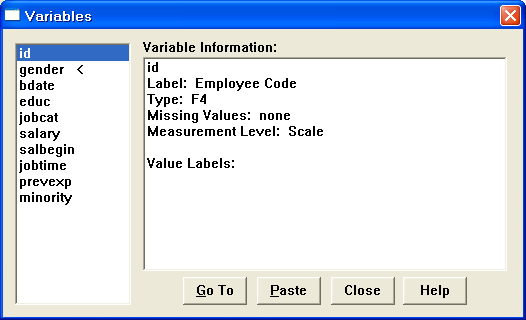 Variables
id
gender <
bdate
educ
jobcat
salary
salbegin
jobtime
prevexp
minority
Variable Information:
id
Label: Employee Code
Type: F4
Missing Values: none
Measurement Level: Scale
Value Labels:
Go To
Paste
Close
Help